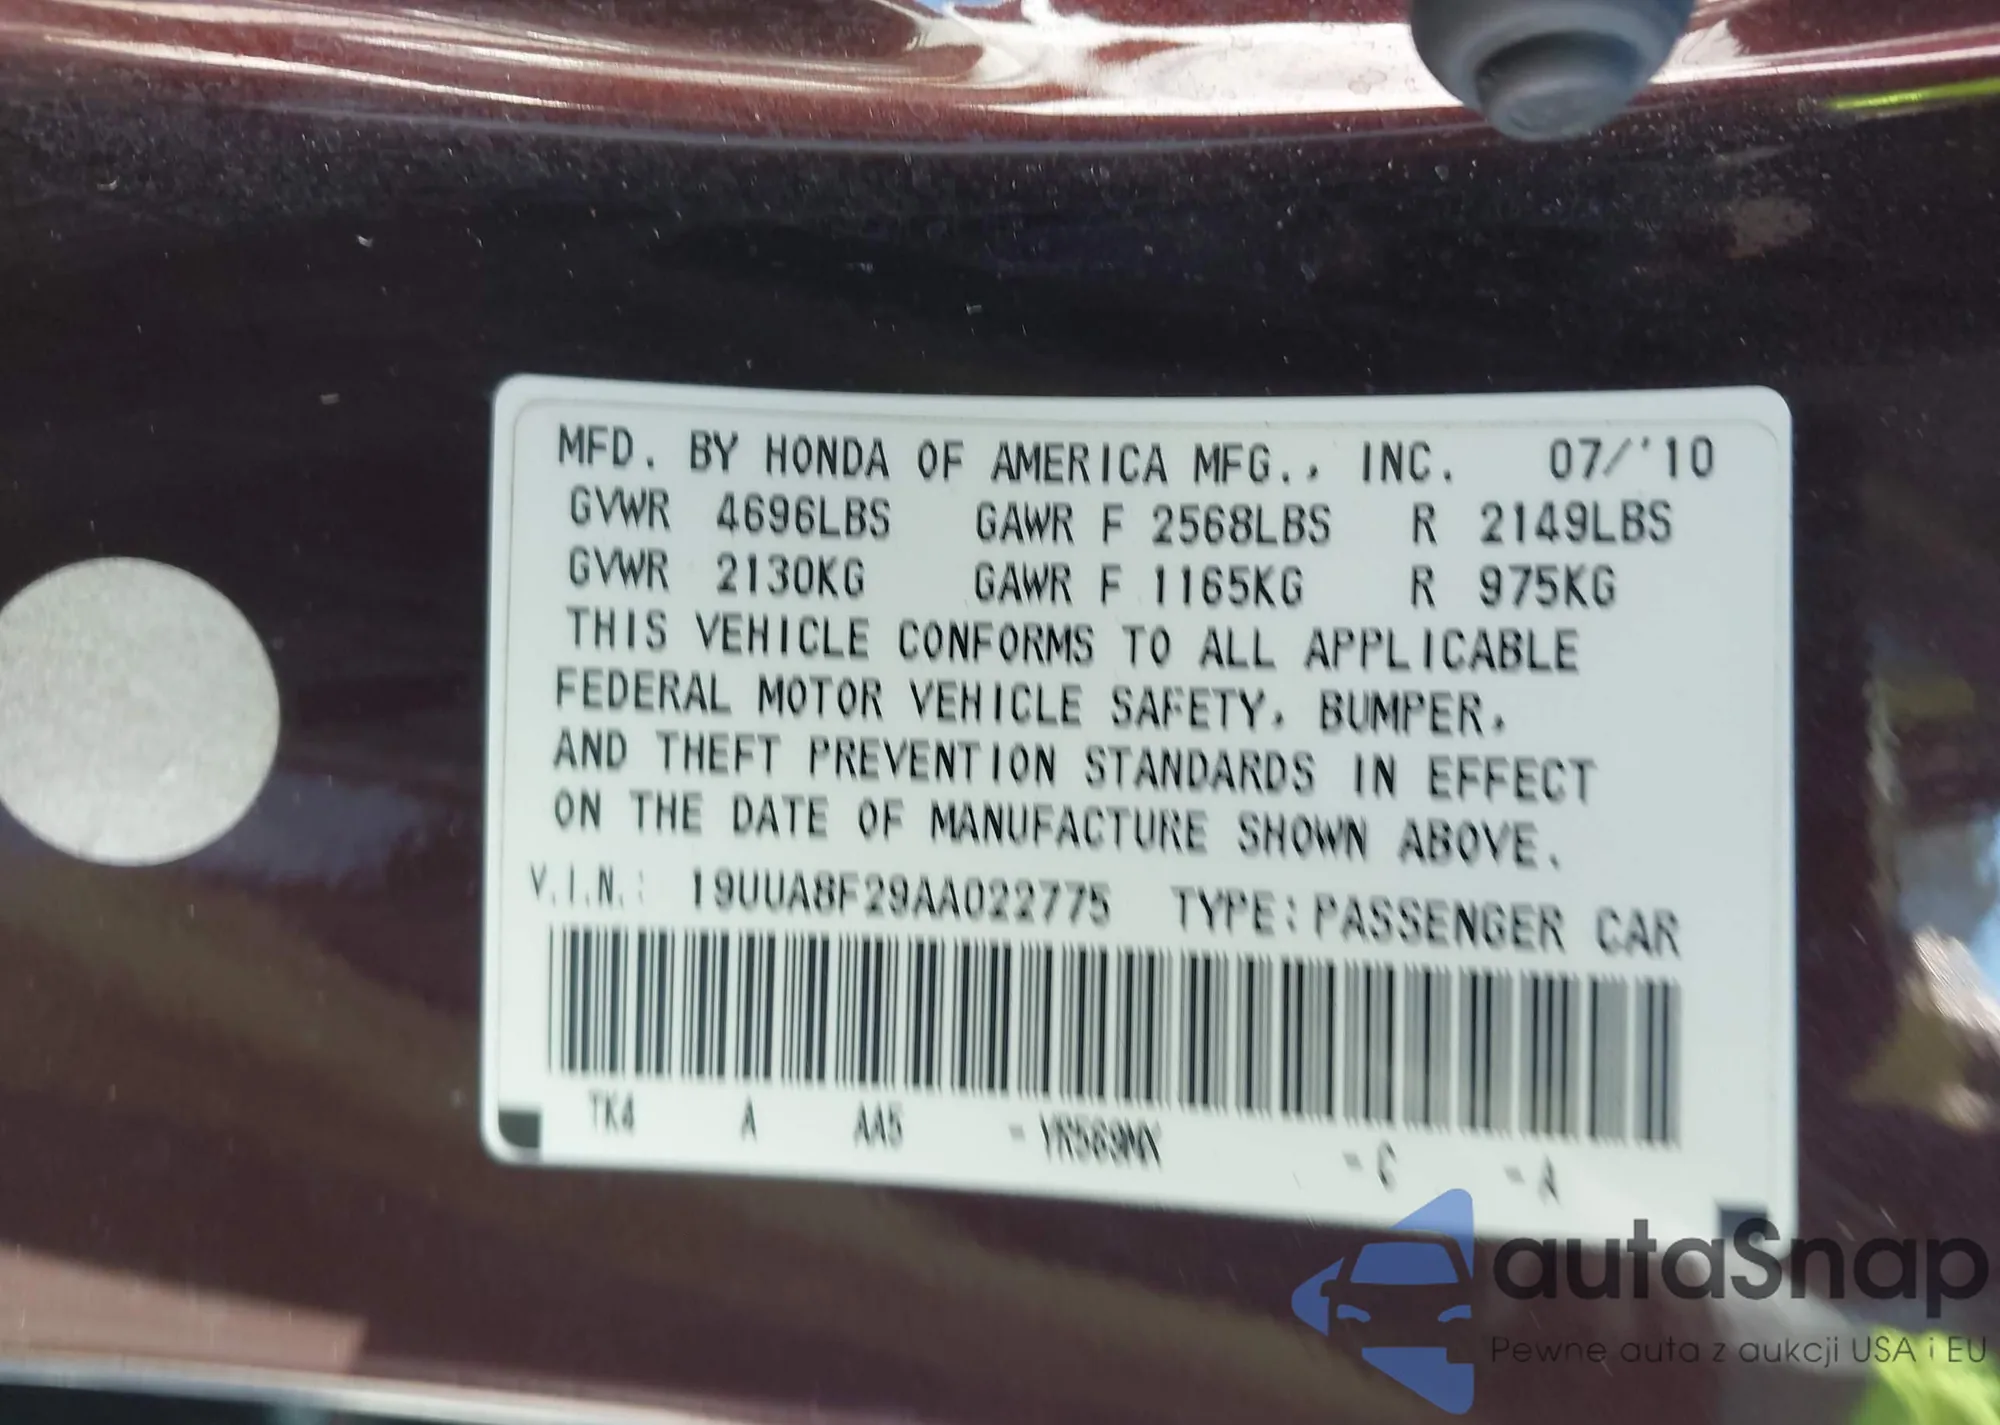 MFD. BY HONDA OF AMERICA MFG., INC. 07/'10
GVWR 4696LBS GAWR F 2568LBS R 2149LBS
GVWR 2130KG GAWR F 1165KG R 975KG
THIS VEHICLE CONFORMS TO ALL APPLICABLE
FEDERAL MOTOR VEHICLE SAFETY, BUMPER,
AND THEFT PREVENTION STANDARDS IN EFFECT
ON THE DATE OF MANUFACTURE SHOWN ABOVE.
V.I.N.: 19UUA8F29AA022775 TYPE: PASSENGER CAR
TK4 A AA5 - YR569MX - C - A
autaSnap
Pewne auta z aukcji USA i EU